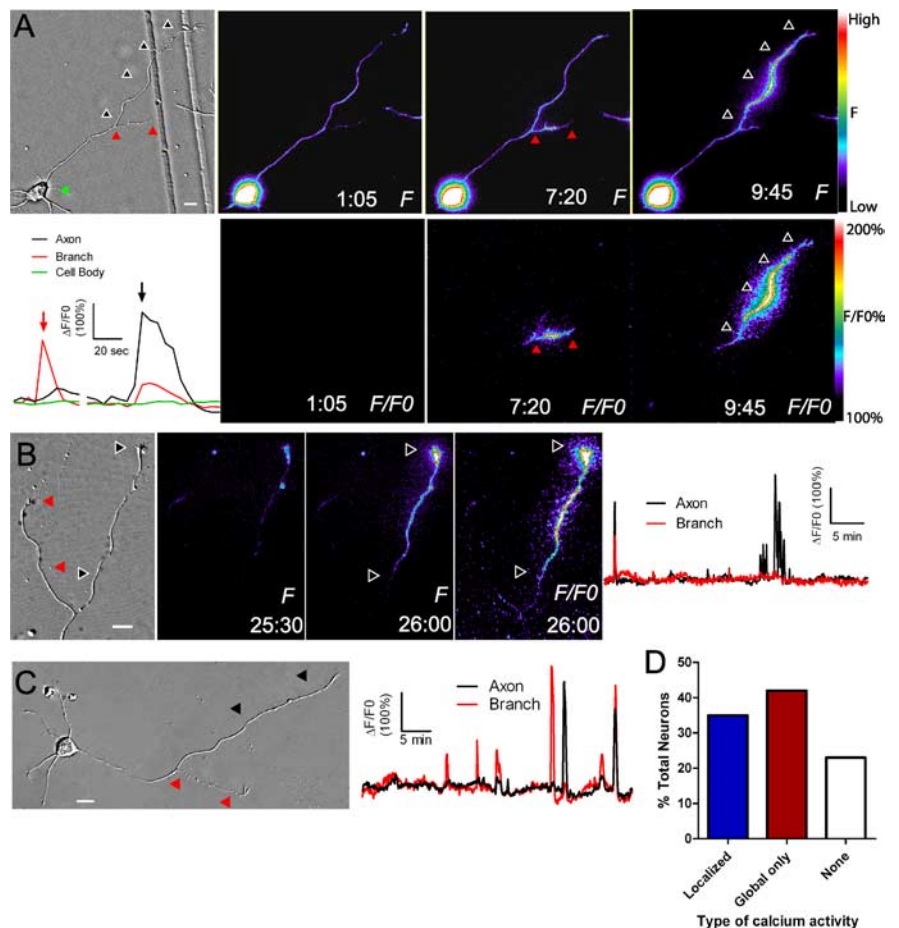 A
1:05 F
7:20 F
9:45 F
High
F
Low
Axon
Branch
Cell Body
ΔF/F0
(100%)
20 sec
1:05 F/F0
7:20 F/F0
9:45 F/F0
200%
F/F0%
100%
B
F
25:30
F
26:00
F/F0
26:00
Axon
Branch
ΔF/F0 (100%)
5 min
C
ΔF/F0
(100%)
5 min
Axon
Branch
D
% Total Neurons
50
40
30
20
10
0
Localized
Global only
None
Type of calcium activity